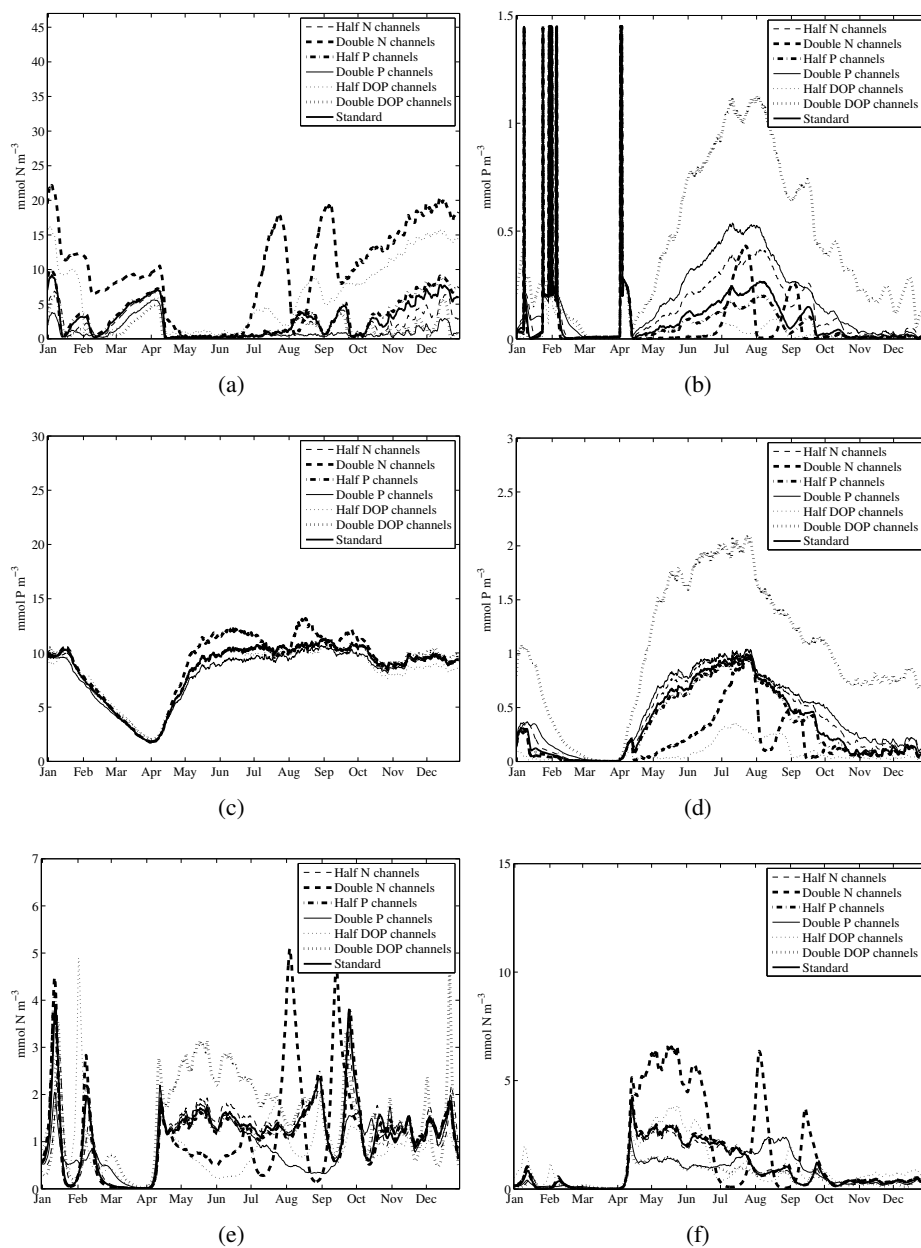 mmol N m−3
45
40
35
30
25
20
15
10
5
0
Jan Feb Mar Apr May Jun Jul Aug Sep Oct Nov Dec
Half N channels
Double N channels
Half P channels
Double P channels
Half DOP channels
Double DOP channels
Standard
(a)
mmol P m−3
1.5
1
0.5
0
Jan Feb Mar Apr May Jun Jul Aug Sep Oct Nov Dec
Half N channels
Double N channels
Half P channels
Double P channels
Half DOP channels
Double DOP channels
Standard
(b)
mmol P m−3
30
25
20
15
10
5
0
Jan Feb Mar Apr May Jun Jul Aug Sep Oct Nov Dec
Half N channels
Double N channels
Half P channels
Double P channels
Half DOP channels
Double DOP channels
Standard
(c)
mmol P m−3
3
2.5
2
1.5
1
0.5
0
Jan Feb Mar Apr May Jun Jul Aug Sep Oct Nov Dec
Half N channels
Double N channels
Half P channels
Double P channels
Half DOP channels
Double DOP channels
Standard
(d)
mmol N m−3
7
6
5
4
3
2
1
0
Jan Feb Mar Apr May Jun Jul Aug Sep Oct Nov Dec
Half N channels
Double N channels
Half P channels
Double P channels
Half DOP channels
Double DOP channels
Standard
(e)
mmol N m−3
15
10
5
0
Jan Feb Mar Apr May Jun Jul Aug Sep Oct Nov Dec
Half N channels
Double N channels
Half P channels
Double P channels
Half DOP channels
Double DOP channels
Standard
(f)